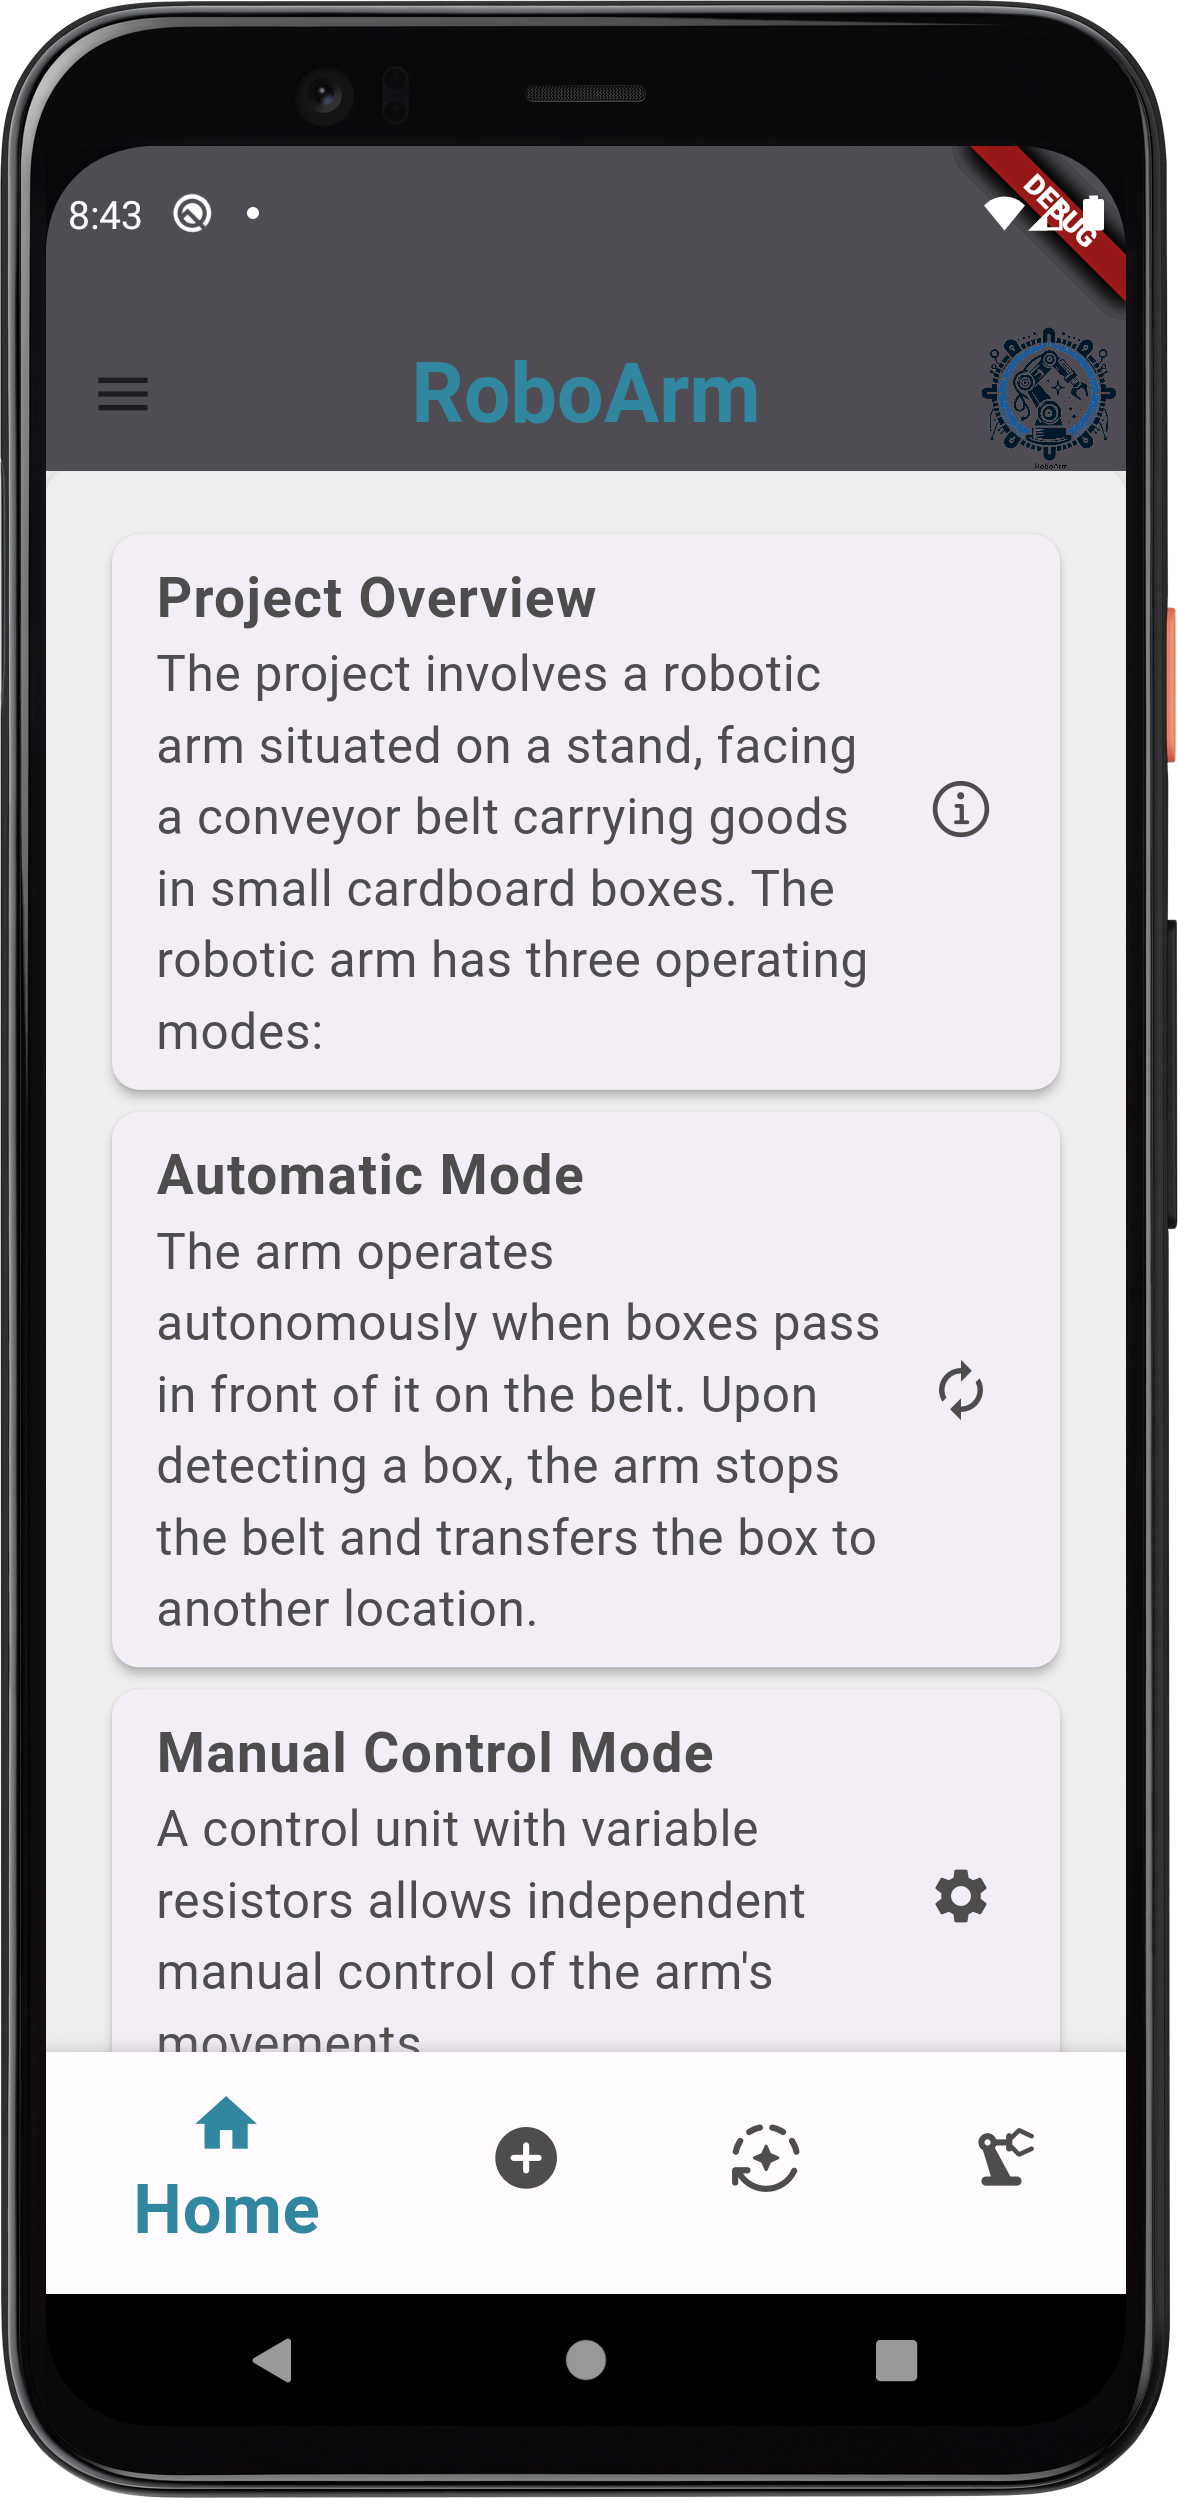 8:43
DEBUG
RoboArm
RoboArm
Project Overview
The project involves a robotic
arm situated on a stand, facing
a conveyor belt carrying goods
in small cardboard boxes. The
robotic arm has three operating
modes:
Automatic Mode
The arm operates
autonomously when boxes pass
in front of it on the belt. Upon
detecting a box, the arm stops
the belt and transfers the box to
another location.
Manual Control Mode
A control unit with variable
resistors allows independent
manual control of the arm's
movements
Home